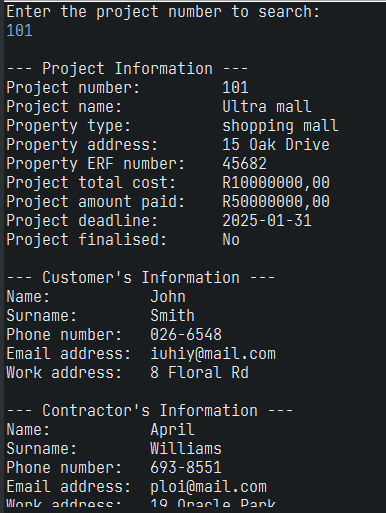 Enter the project number to search:
101
--- Project Information ---
Project number: 101
Project name: Ultra mall
Property type: shopping mall
Property address: 15 Oak Drive
Property ERF number: 45682
Project total cost: R10000000,00
Project amount paid: R50000000,00
Project deadline: 2025-01-31
Project finalised: No
--- Customer's Information ---
Name: John
Surname: Smith
Phone number: 026-6548
Email address: iuhiy@mail.com
Work address: 8 Floral Rd
--- Contractor's Information ---
Name: April
Surname: Williams
Phone number: 693-8551
Email address: ploi@mail.com
Work address: 19 Oracle Park